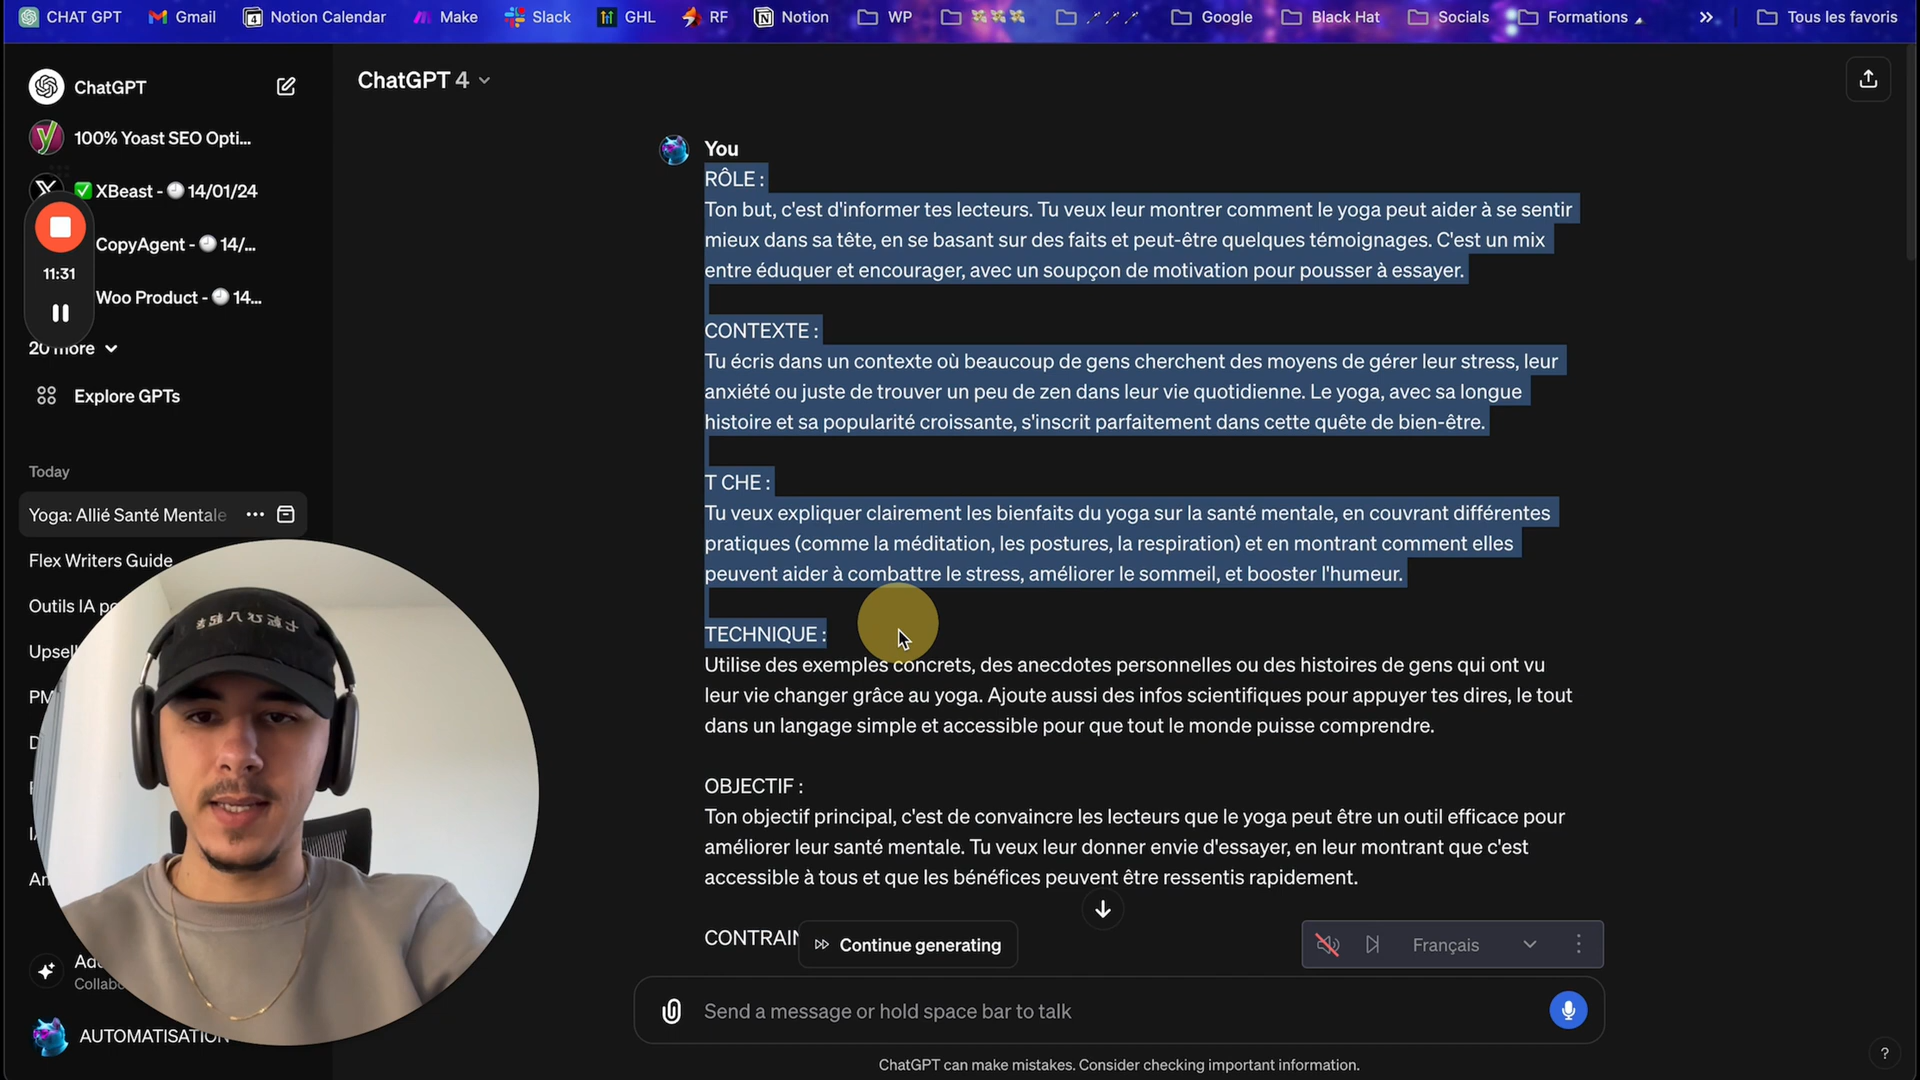 CHAT GPT
Gmail
Notion Calendar
Make
Slack
GHL
RF
Notion
WP
Google
Black Hat
Socials
Formations
Tous les favoris
ChatGPT
100% Yoast SEO Opti...
XBeast - 14/01/24
CopyAgent - 14/...
Woo Product - 14...
11:31
20 more
Explore GPTs
Today
Yoga: Allié Santé Mentale
Flex Writers Guide
Outils IA
Upsell
AUTOMATISATION
ChatGPT 4
You
RÔLE :
Ton but, c'est d'informer tes lecteurs. Tu veux leur montrer comment le yoga peut aider à se sentir
mieux dans sa tête, en se basant sur des faits et peut-être quelques témoignages. C'est un mix
entre éduquer et encourager, avec un soupçon de motivation pour pousser à essayer.
CONTEXTE :
Tu écris dans un contexte où beaucoup de gens cherchent des moyens de gérer leur stress, leur
anxiété ou juste de trouver un peu de zen dans leur vie quotidienne. Le yoga, avec sa longue
histoire et sa popularité croissante, s'inscrit parfaitement dans cette quête de bien-être.
T CHE :
Tu veux expliquer clairement les bienfaits du yoga sur la santé mentale, en couvrant différentes
pratiques (comme la méditation, les postures, la respiration) et en montrant comment elles
peuvent aider à combattre le stress, améliorer le sommeil, et booster l'humeur.
TECHNIQUE :
Utilise des exemples concrets, des anecdotes personnelles ou des histoires de gens qui ont vu
leur vie changer grâce au yoga. Ajoute aussi des infos scientifiques pour appuyer tes dires, le tout
dans un langage simple et accessible pour que tout le monde puisse comprendre.
OBJECTIF :
Ton objectif principal, c'est de convaincre les lecteurs que le yoga peut être un outil efficace pour
améliorer leur santé mentale. Tu veux leur donner envie d'essayer, en leur montrant que c'est
accessible à tous et que les bénéfices peuvent être ressentis rapidement.
CONTRAIN
Continue generating
Français
Send a message or hold space bar to talk
ChatGPT can make mistakes. Consider checking important information.
?